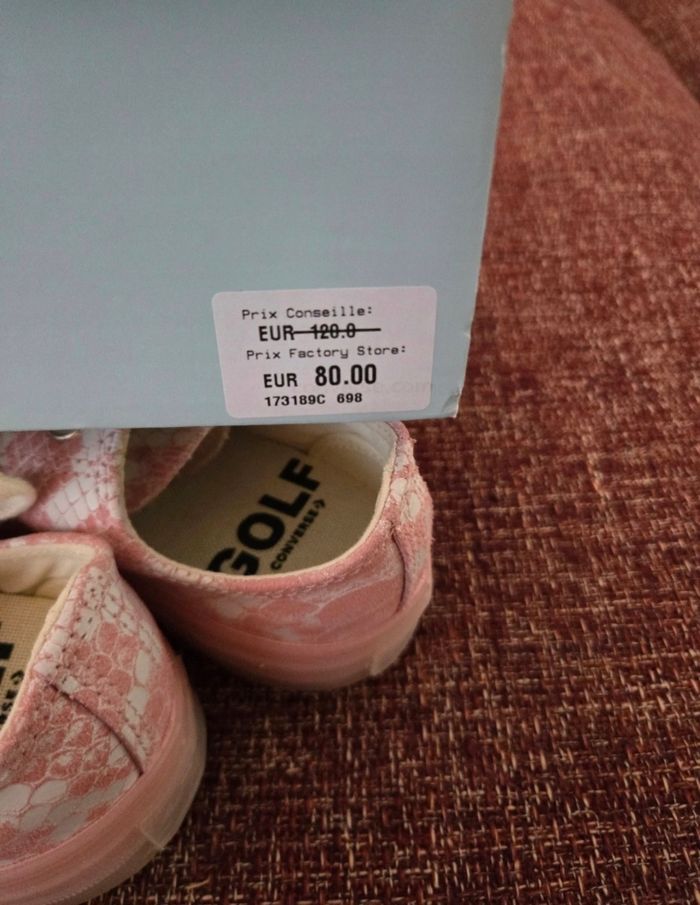 Prix Conseille:
EUR 120.0
Prix Factory Store:
EUR 80.00
173189C 698
GOLF
CONVERSE